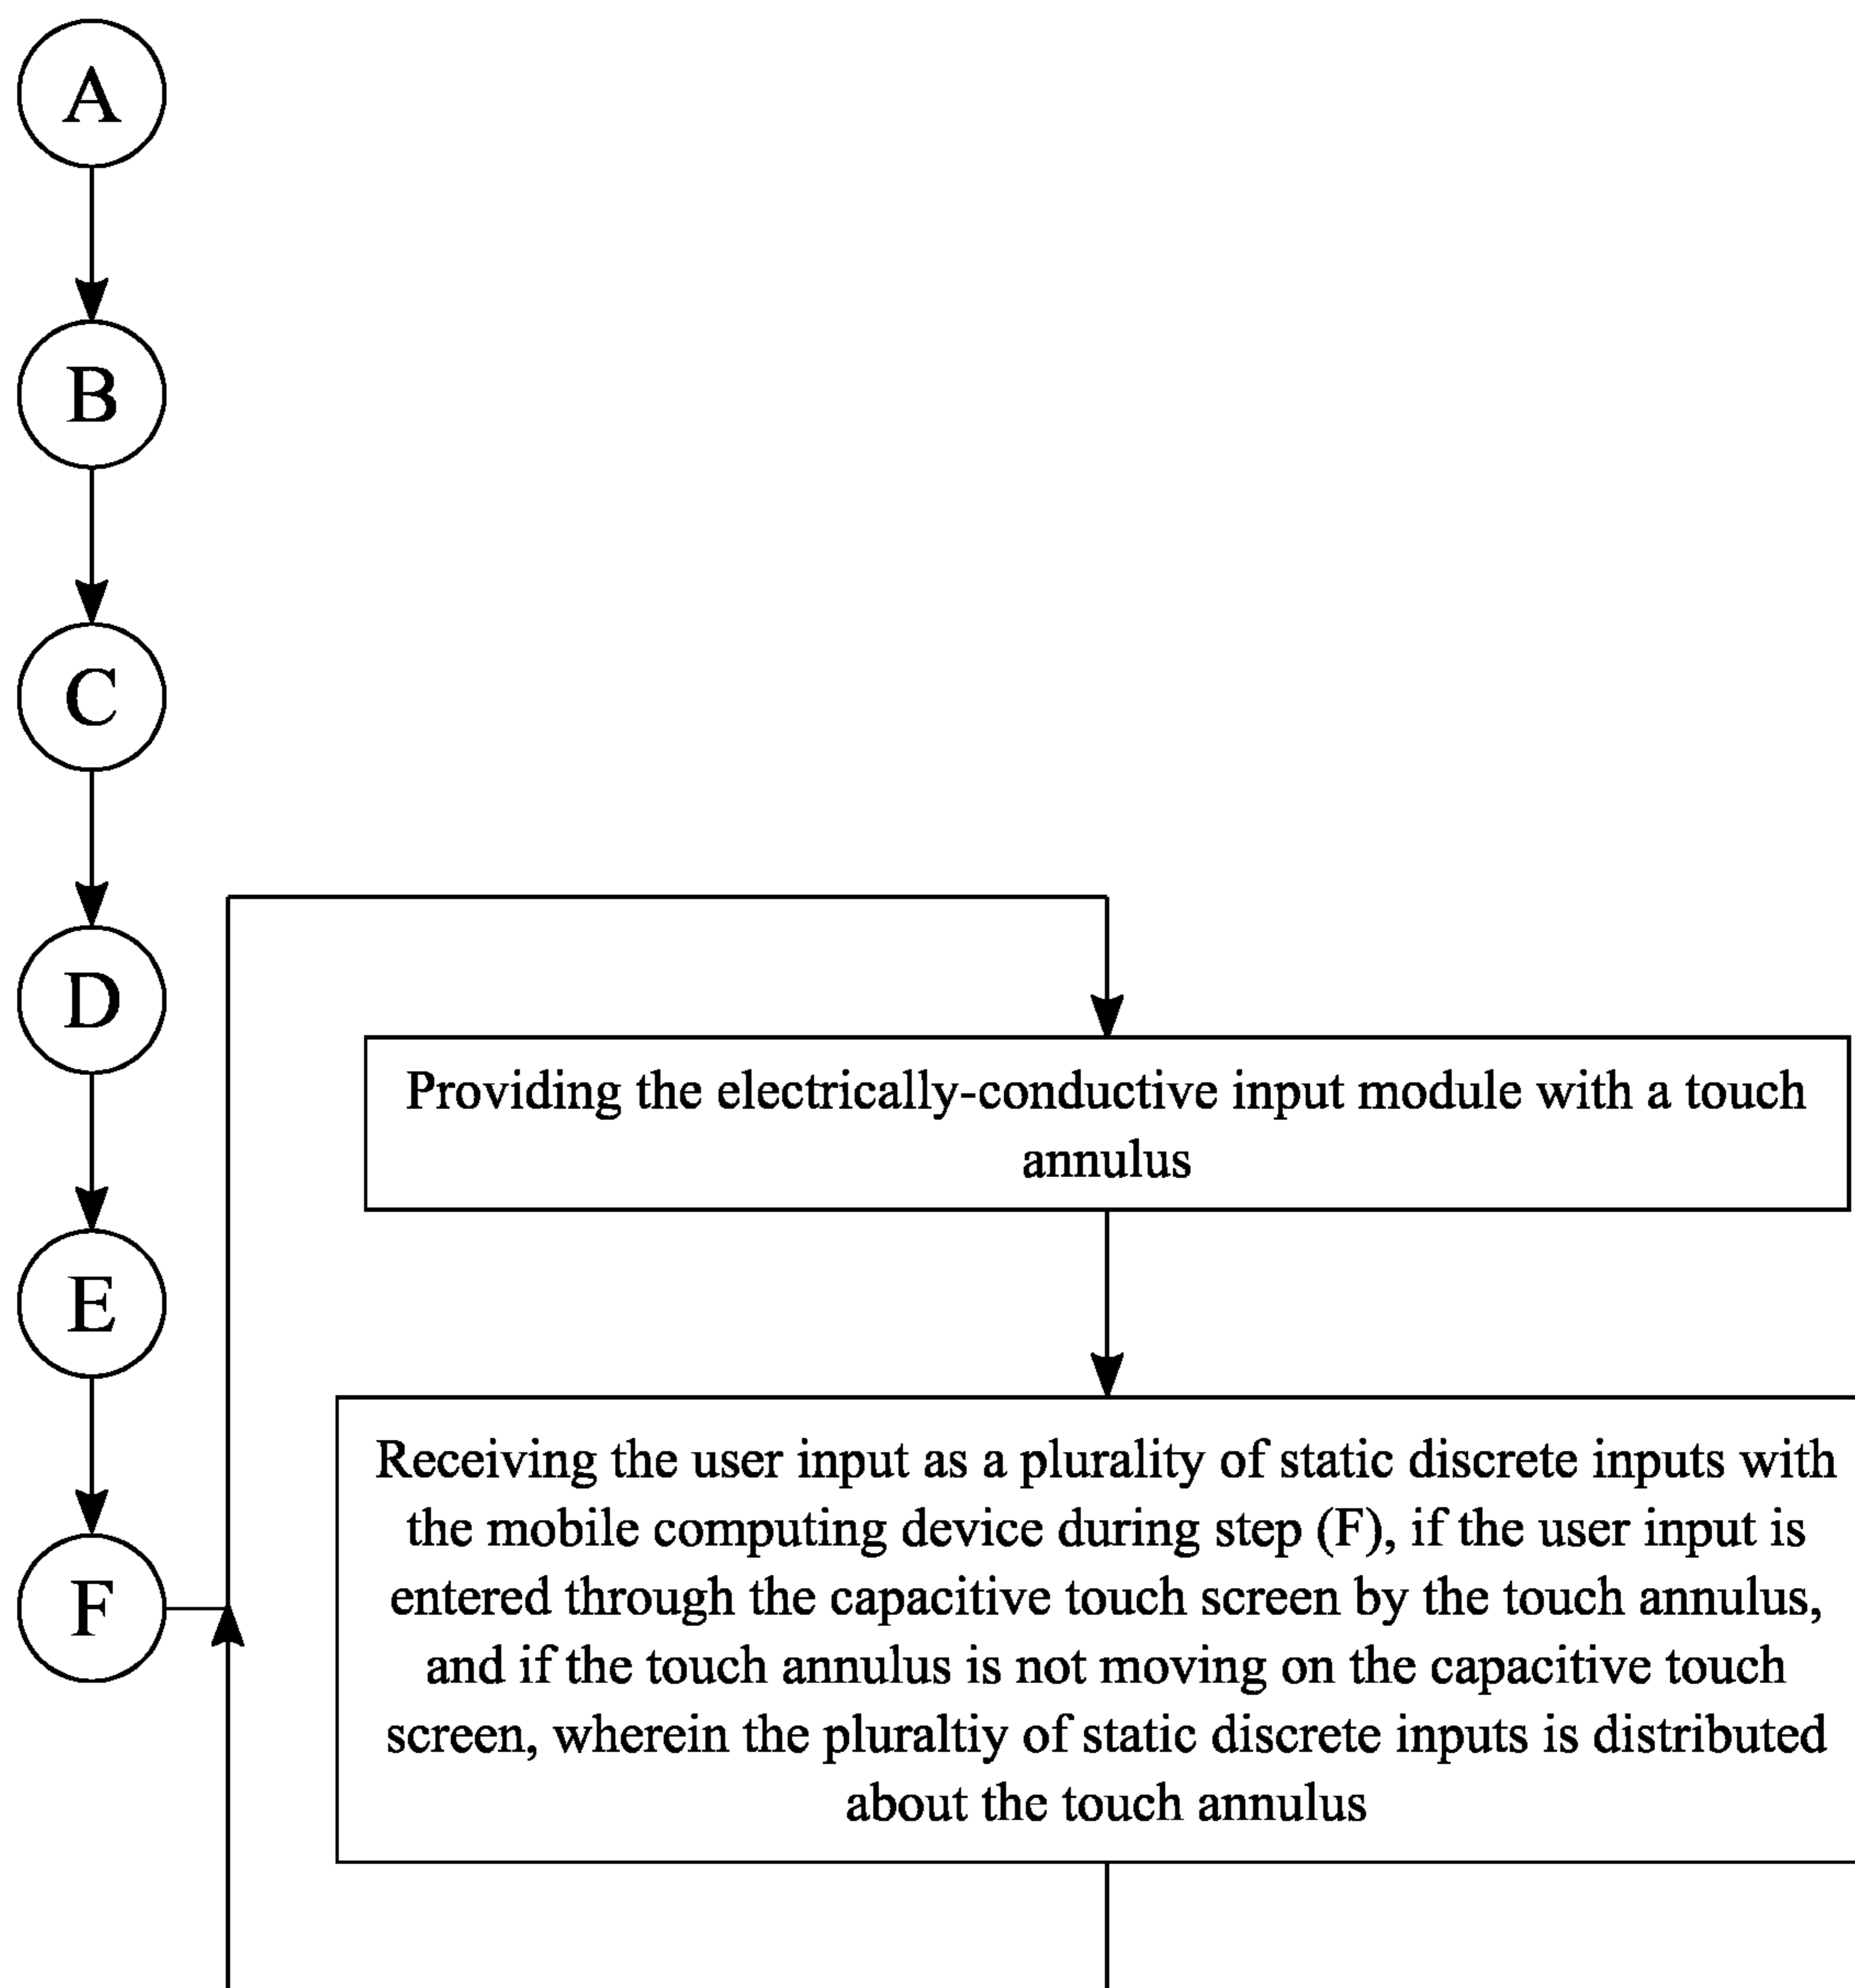 A
B
C
D
E
F
Providing the electrically-conductive input module with a touch
annulus
Receiving the user input as a plurality of static discrete inputs with
the mobile computing device during step (F), if the user input is
entered through the capacitive touch screen by the touch annulus,
and if the touch annulus is not moving on the capacitive touch
screen, wherein the pluraltiy of static discrete inputs is distributed
about the touch annulus